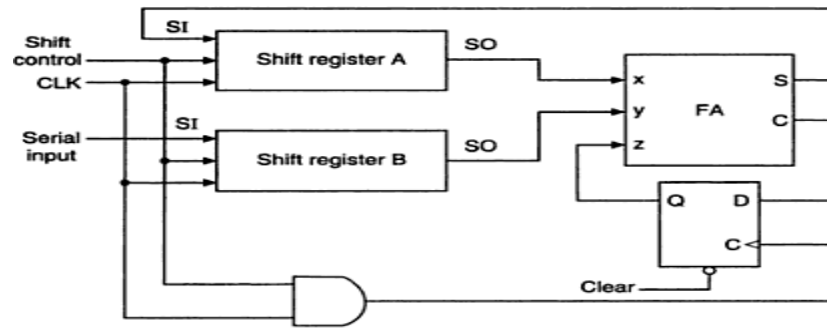 SI
Shift control
CLK
Shift register A
SO
x
y
z
FA
S
C
Serial input
SI
Shift register B
SO
Q
D
C
Clear